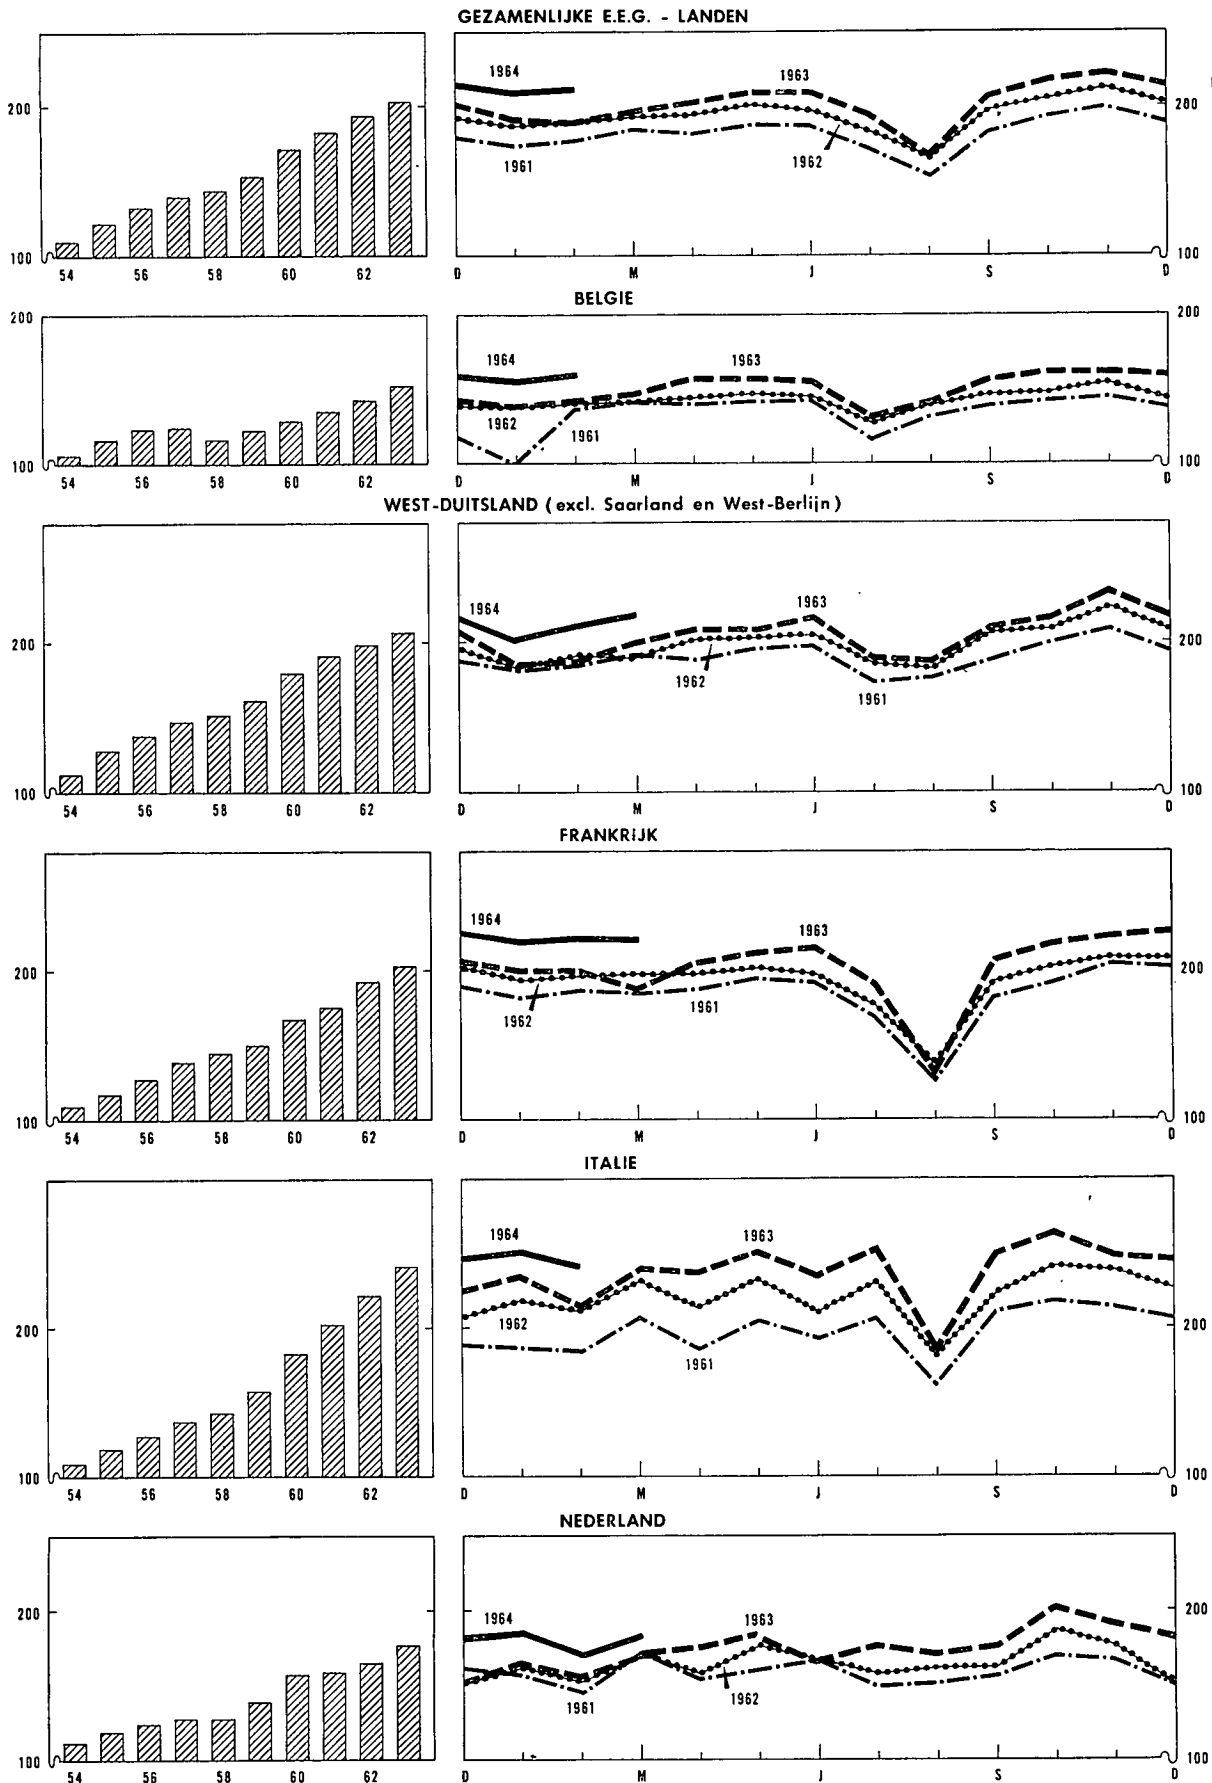 GEZAMENLIJKE E.E.G. - LANDEN
1964
1963
200
200
1961
1962
100
100
54 56 58 60 62
D M J S D
BELGIE
200
200
1964
1963
1962
1961
100
100
54 56 58 60 62
D M J S D
WEST-DUITSLAND (excl. Saarland en West-Berlijn)
1964
1963
200
200
1962
1961
100
100
54 56 58 60 62
D M J S D
FRANKRIJK
1964
1963
200
200
1962
1961
100
100
54 56 58 60 62
D M J S D
ITALIE
1964
1963
200
200
1962
1961
100
100
54 56 58 60 62
D M J S D
NEDERLAND
200
200
1964
1963
1961
1962
100
100
54 56 58 60 62
D M J S D